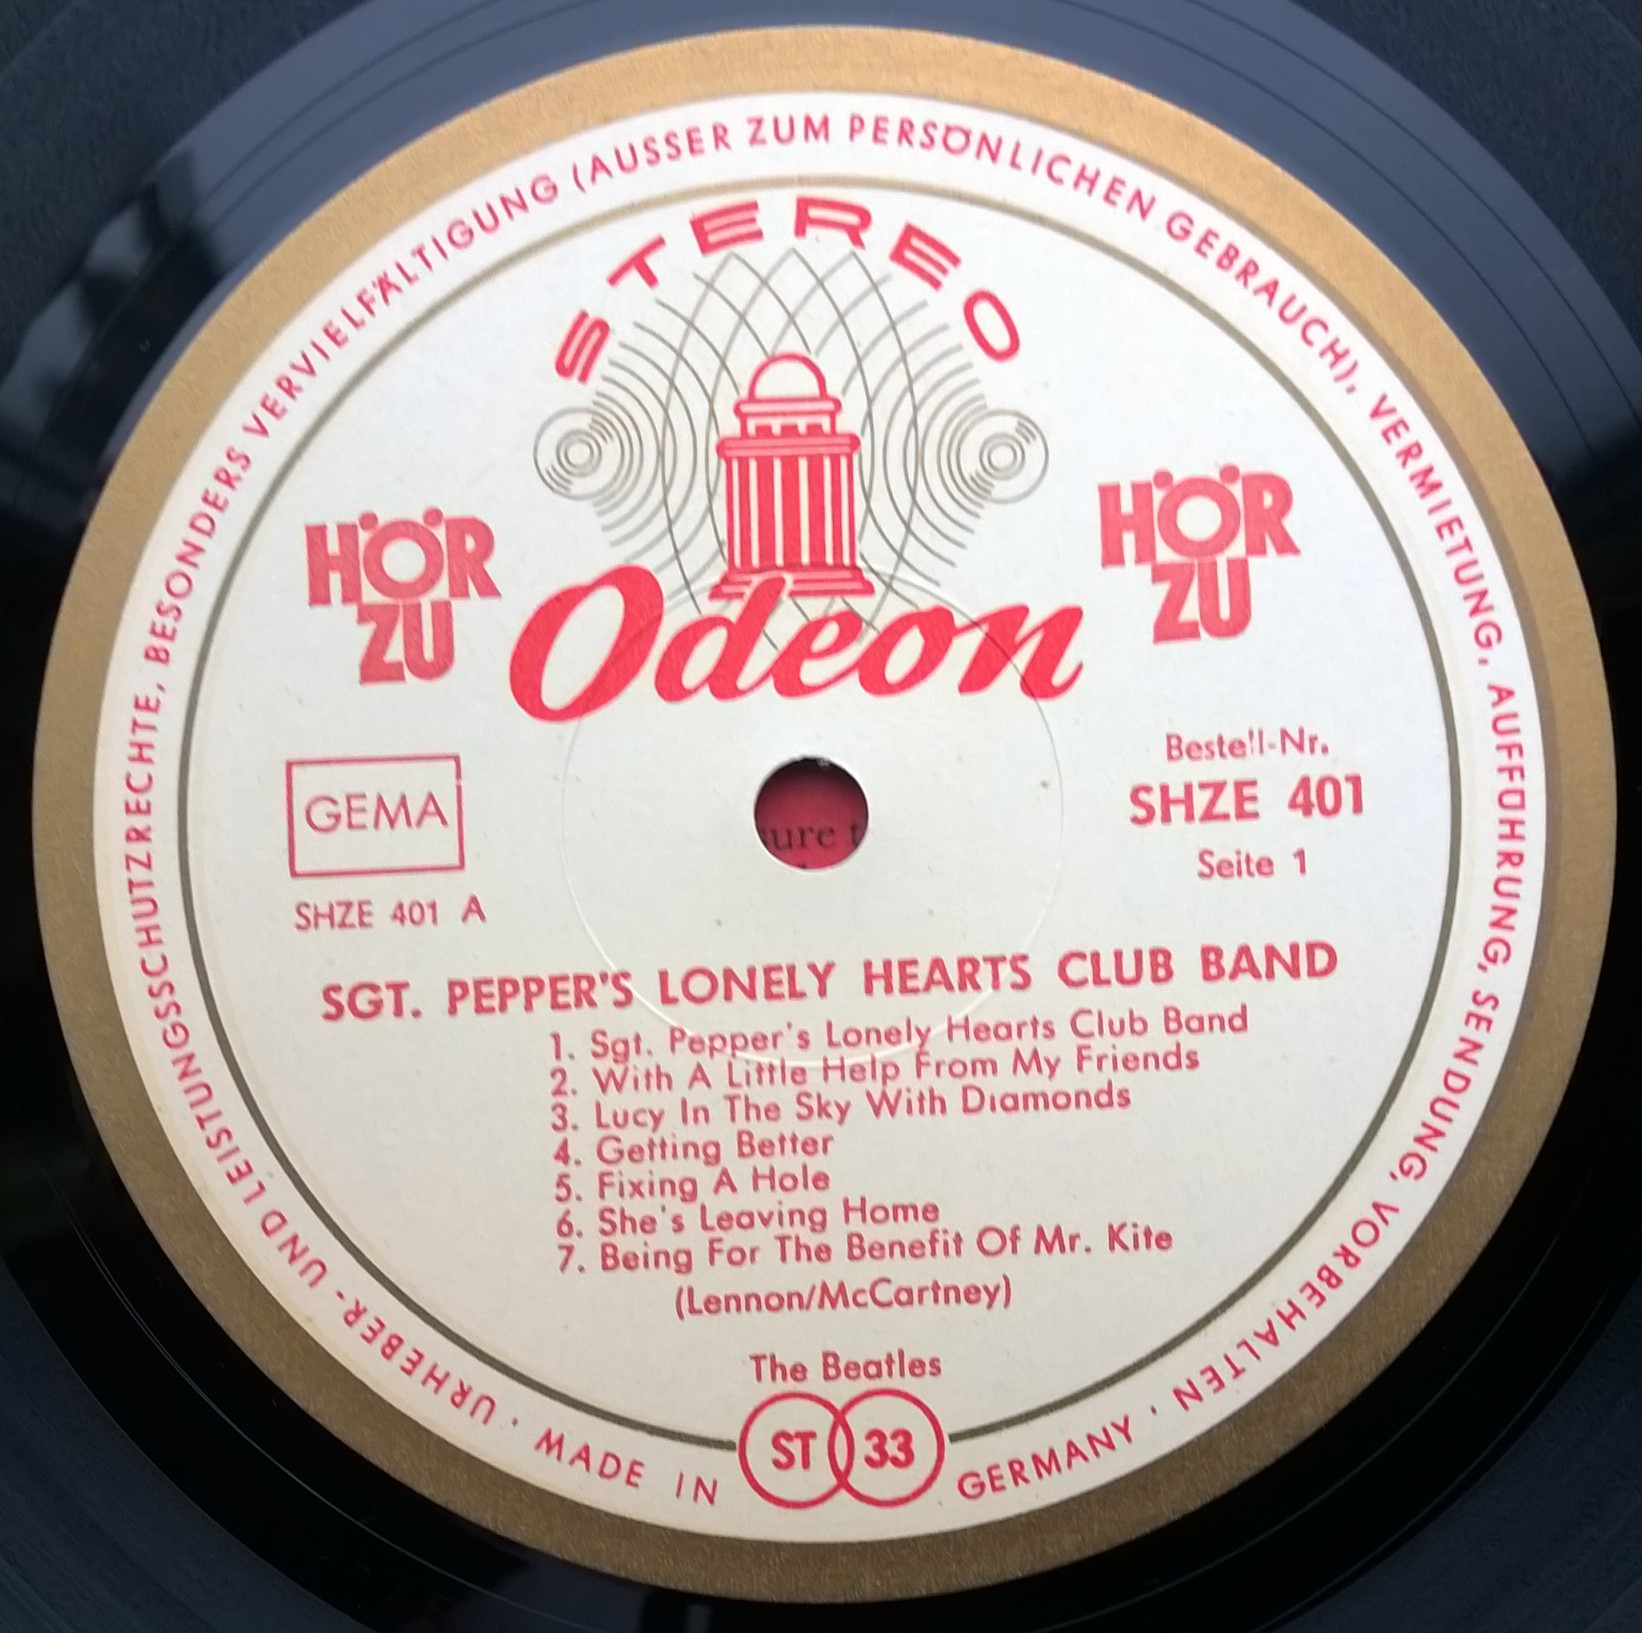 URHEBER- UND LEISTUNGSSCHUTZRECHTE, BESONDERS VERVIELFÄLTIGUNG (AUSSER ZUM PERSÖNLICHEN GEBRAUCH), VERMIETUNG, AUFFÜHRUNG, SENDUNG, VORBEHALTEN ·
STEREO
HÖR
ZU
HÖR
ZU
Odeon
GEMA
SHZE 401 A
Bestell-Nr.
SHZE 401
Seite 1
ure t
SGT. PEPPER'S LONELY HEARTS CLUB BAND
1. Sgt. Pepper's Lonely Hearts Club Band
2. With A Little Help From My Friends
3. Lucy In The Sky With Diamonds
4. Getting Better
5. Fixing A Hole
6. She's Leaving Home
7. Being For The Benefit Of Mr. Kite
(Lennon/McCartney)
The Beatles
ST 33
· MADE IN GERMANY ·